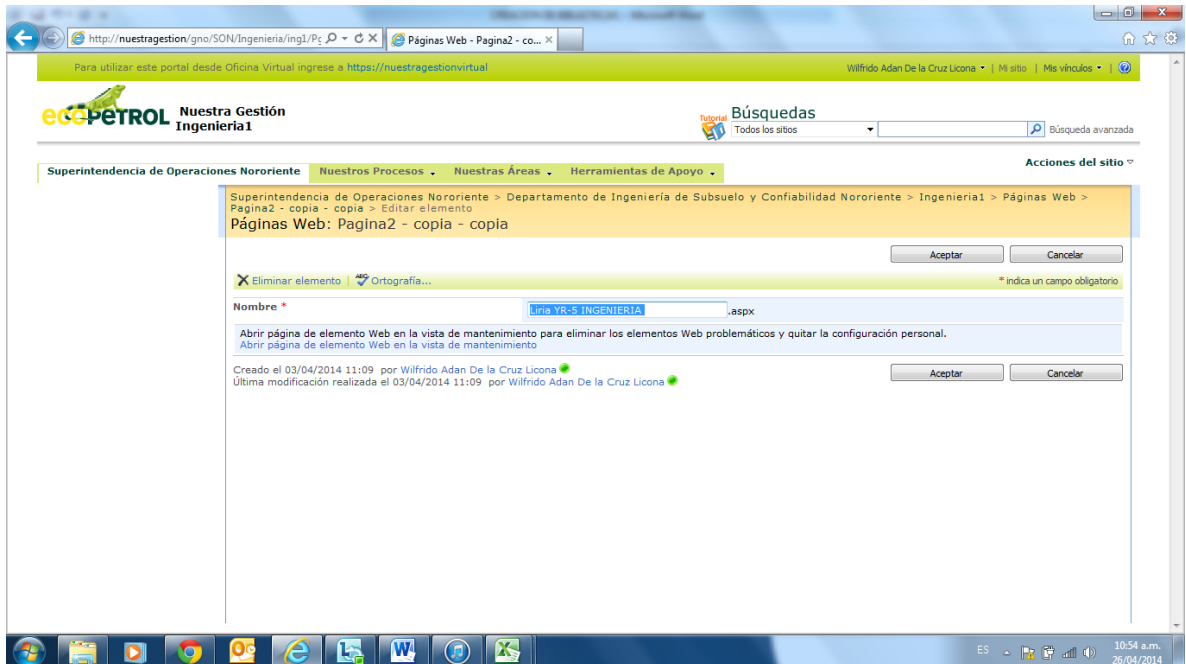 http://nuestragestion/gno/SON/Ingenieria/ing1/Pg
Páginas Web - Pagina2 - co...
Para utilizar este portal desde Oficina Virtual ingrese a https://nuestragestionvirtual
Wilfrido Adan De la Cruz Licona | Mi sitio | Mis vínculos
ecopetrol
Nuestra Gestión
Ingenieria1
Tutorial
Búsquedas
Todos los sitios
Búsqueda avanzada
Acciones del sitio
Superintendencia de Operaciones Nororiente Nuestros Procesos Nuestras Áreas Herramientas de Apoyo
Superintendencia de Operaciones Nororiente > Departamento de Ingeniería de Subsuelo y Confiabilidad Nororiente > Ingenieria1 > Páginas Web >
Pagina2 - copia - copia > Editar elemento
Páginas Web: Pagina2 - copia - copia
Aceptar Cancelar
Eliminar elemento | ABC Ortografía...
* indica un campo obligatorio
Nombre *
Liria YR-5 INGENIERIA .aspx
Abrir página de elemento Web en la vista de mantenimiento para eliminar los elementos Web problemáticos y quitar la configuración personal.
Abrir página de elemento Web en la vista de mantenimiento
Creado el 03/04/2014 11:09 por Wilfrido Adan De la Cruz Licona
Última modificación realizada el 03/04/2014 11:09 por Wilfrido Adan De la Cruz Licona
Aceptar Cancelar
ES
10:54 a.m.
26/04/2014